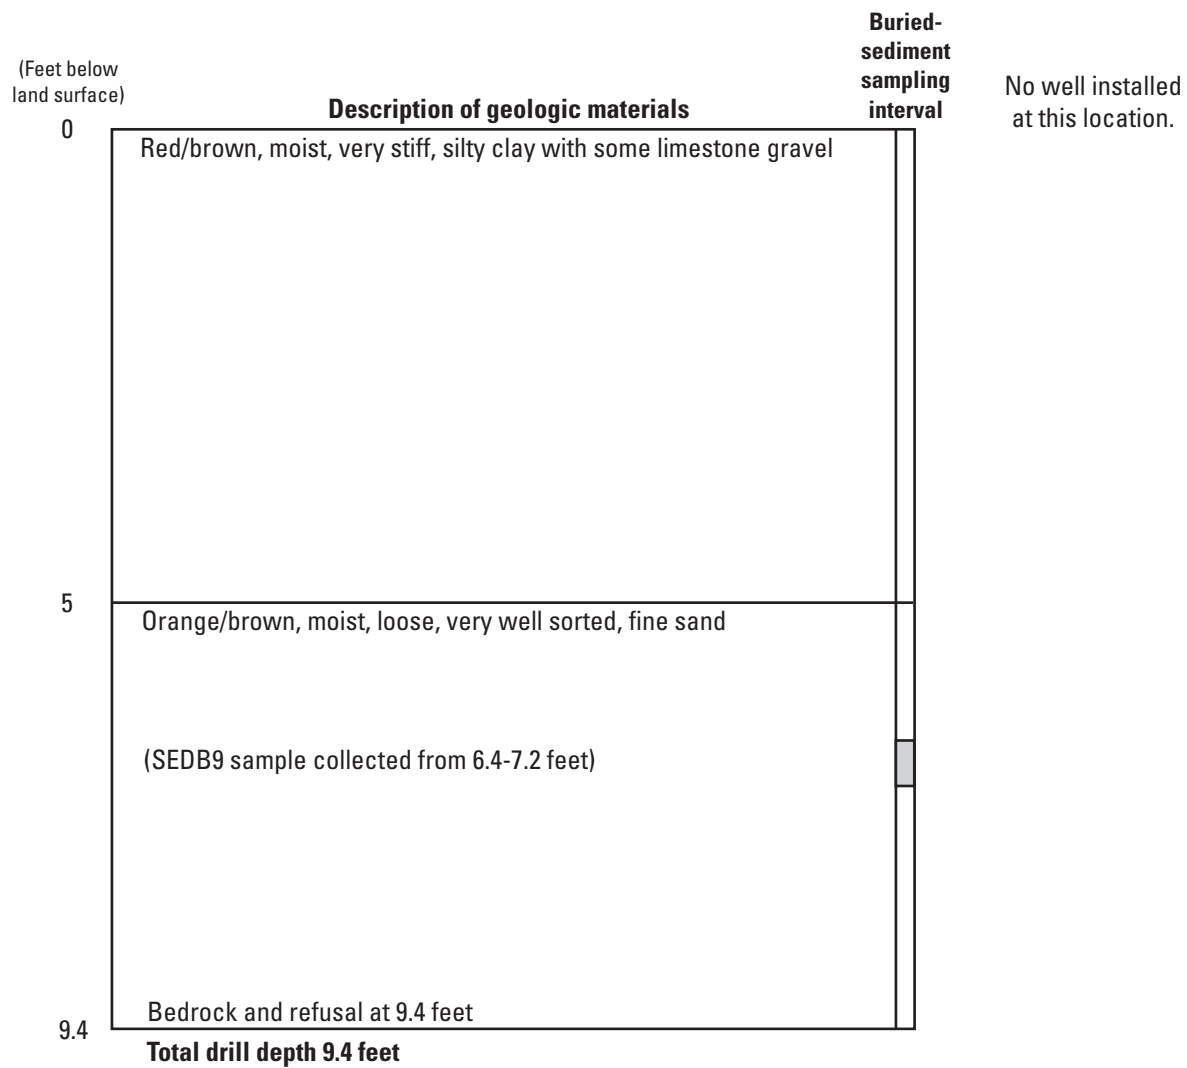 (Feet below
land surface)
Description of geologic materials
Buried-
sediment
sampling
interval
No well installed
at this location.
0
Red/brown, moist, very stiff, silty clay with some limestone gravel
5
Orange/brown, moist, loose, very well sorted, fine sand
(SEDB9 sample collected from 6.4-7.2 feet)
Bedrock and refusal at 9.4 feet
9.4
Total drill depth 9.4 feet